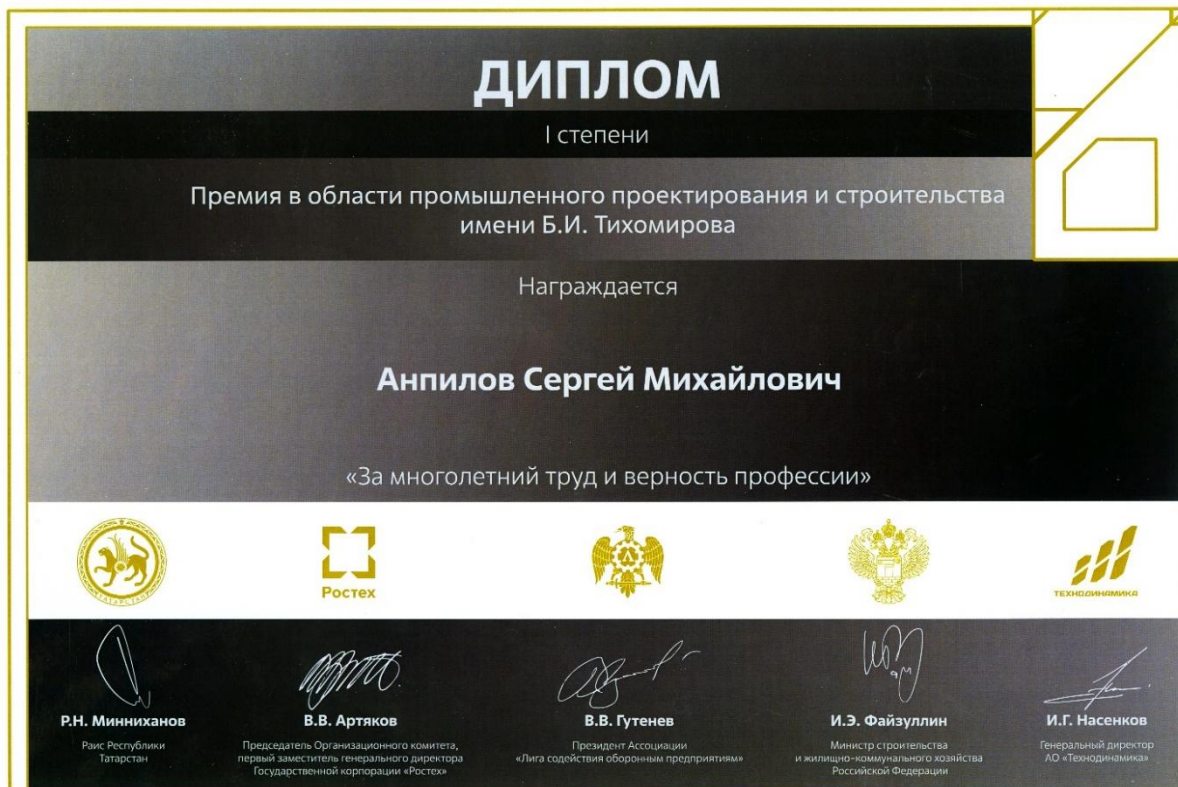 ДИПЛОМ
I степени
Премия в области промышленного проектирования и строительства
имени Б.И. Тихомирова
Награждается
Анпилов Сергей Михайлович
«За многолетний труд и верность профессии»
ТАТАРСТАН
Ростех
ТЕХНОДИНАМИКА
Р.Н. Минниханов
Раис Республики
Татарстан
В.В. Артяков
Председатель Организационного комитета,
первый заместитель генерального директора
Государственной корпорации «Ростех»
В.В. Гутенев
Президент Ассоциации
«Лига содействия оборонным предприятиям»
И.Э. Файзуллин
Министр строительства
и жилищно-коммунального хозяйства
Российской Федерации
И.Г. Насенков
Генеральный директор
АО «Технодинамика»